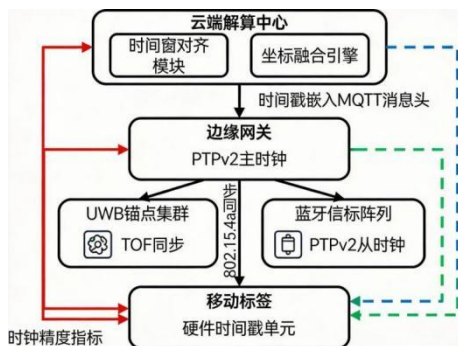 云端解算中心
时间窗对齐
模块
坐标融合引擎
时间戳嵌入MQTT消息头
边缘网关
PTPv2主时钟
UWB锚点集群
TOF同步
802.15.4a同步
蓝牙信标阵列
PTPv2从时钟
移动标签
硬件时间戳单元
时钟精度指标